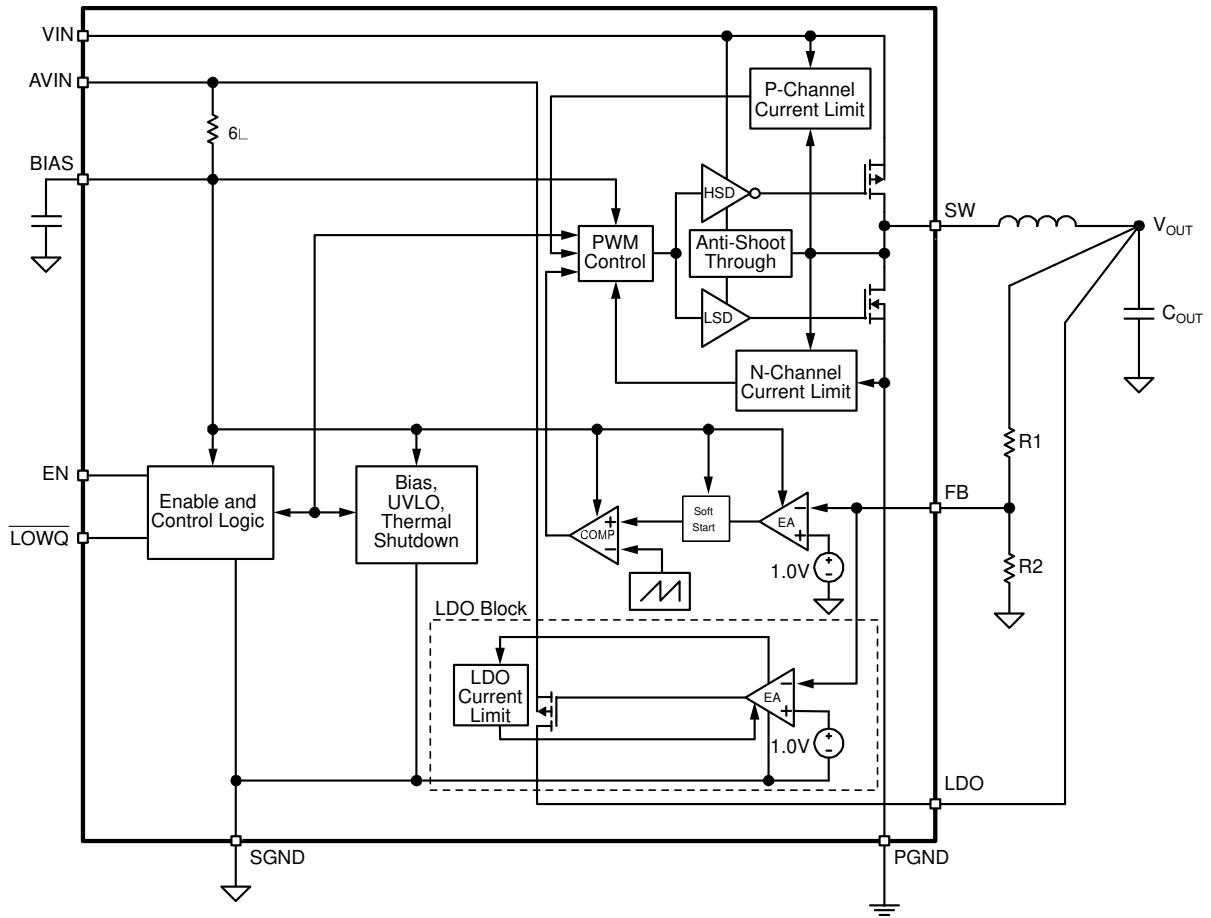 VIN
AVIN
6∟
BIAS
P-Channel
Current Limit
HSD
SW
VOUT
PWM
Control
Anti-Shoot
Through
LSD
COUT
N-Channel
Current Limit
R1
EN
Enable and
Control Logic
LOWQ
Bias,
UVLO,
Thermal
Shutdown
COMP
+
−
Soft
Start
EA
−
+
FB
1.0V
+
−
R2
LDO Block
LDO
Current
Limit
EA
−
+
1.0V
+
−
LDO
SGND
PGND